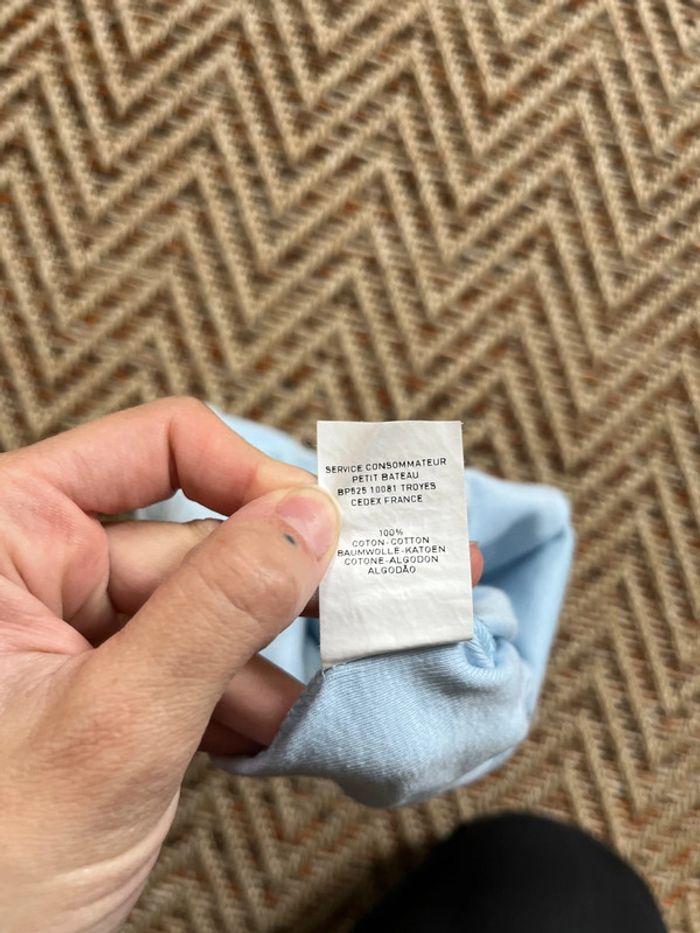 SERVICE CONSOMMATEUR
PETIT BATEAU
BP525 10081 TROYES
CEDEX FRANCE
100%
COTON-COTTON
BAUMWOLLE-KATOEN
COTONE-ALGODON
ALGODÃO